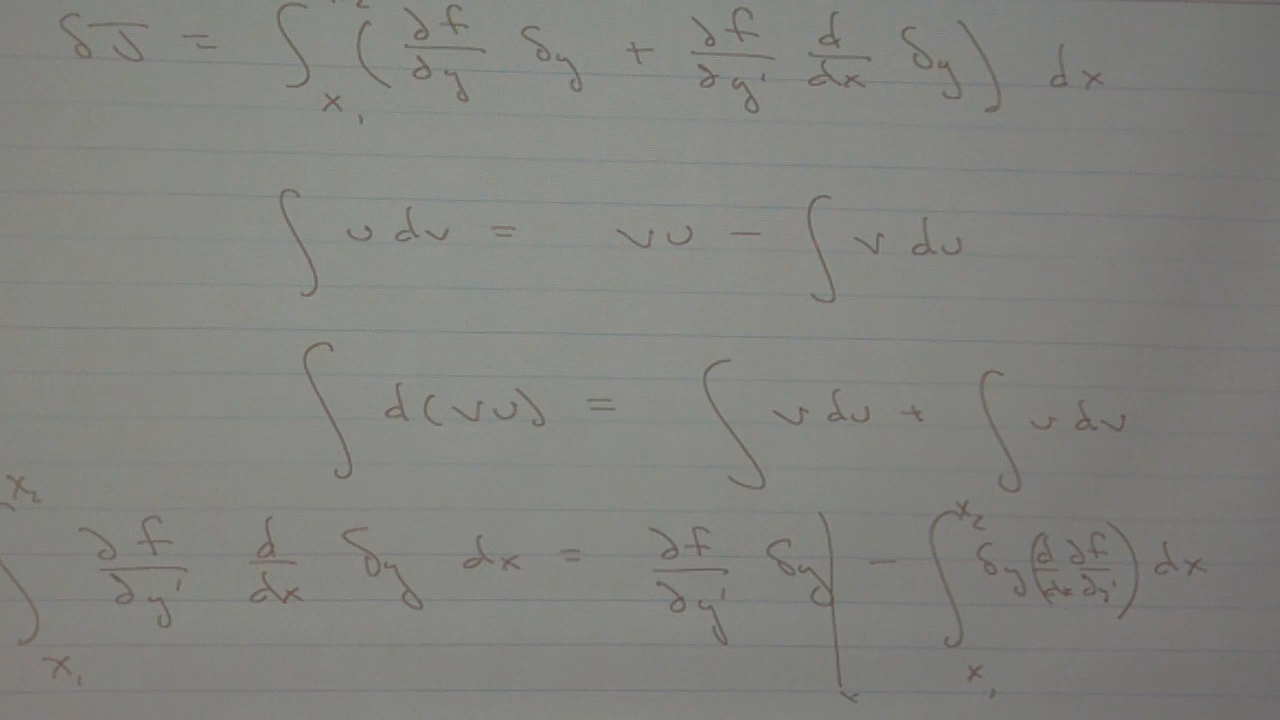 δJ = ∫_{x₁} ( ∂f/∂y δy + ∂f/∂y' d/dx δy ) dx
∫ u dv = vu − ∫ v du
∫ d(vu) = ∫ v du + ∫ u dv
∫_{x₁}^{x₂} ∂f/∂y' d/dx δy dx = ∂f/∂y' δy | − ∫_{x₁}^{x₂} δy ( d/dx ∂f/∂y' ) dx